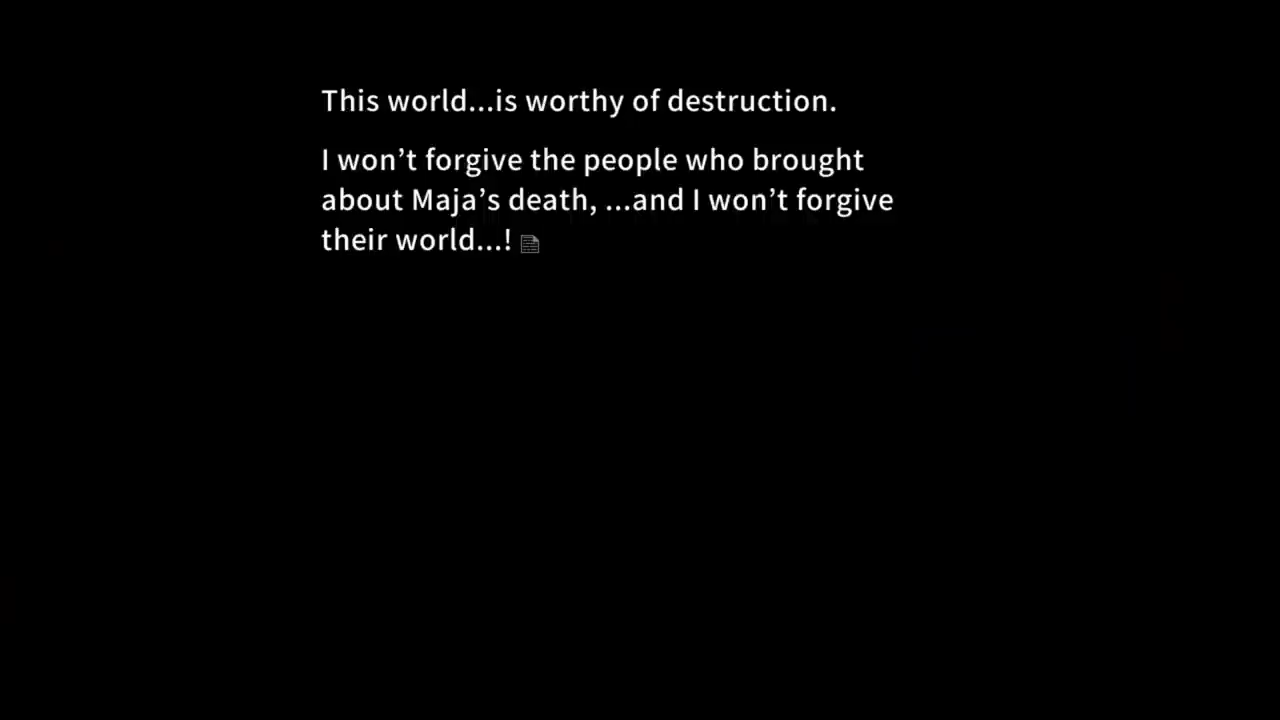 This world...is worthy of destruction.
I won’t forgive the people who brought
about Maja’s death, ...and I won’t forgive
their world...!